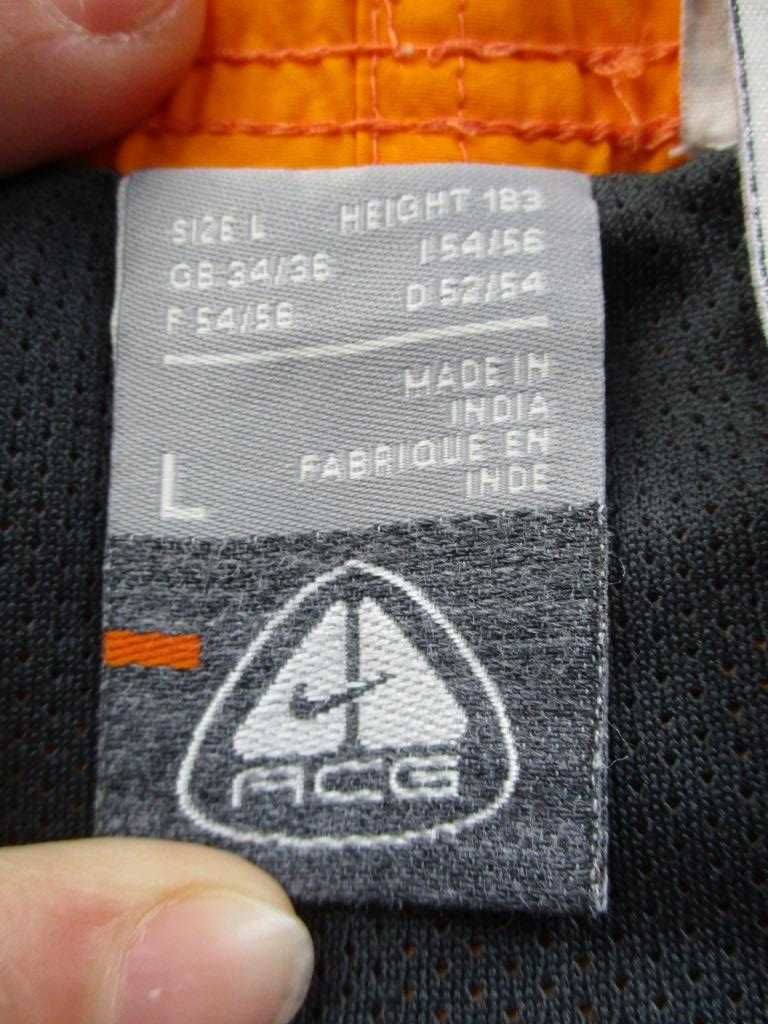 SIZE L HEIGHT 183
GB 34/36 I 54/56
F 54/56 D 52/54
MADE IN
INDIA
FABRIQUE EN
INDE
L
ACG